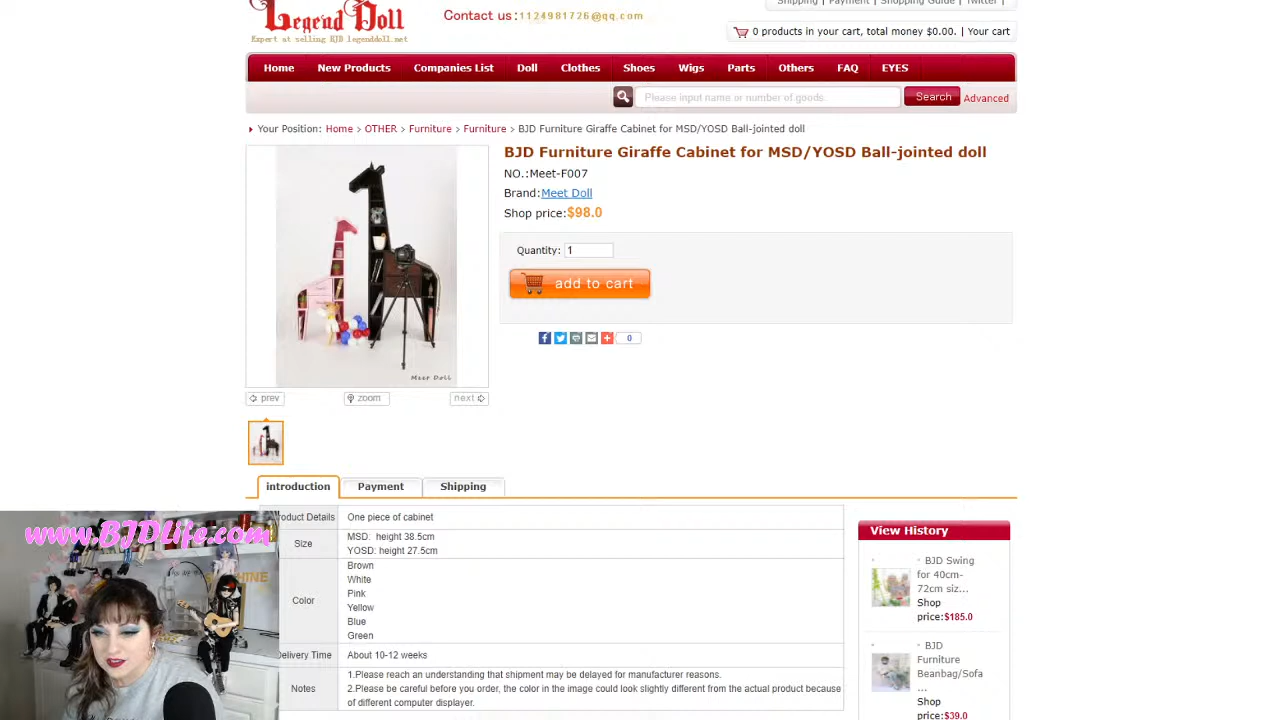 Legend Doll
Expert at selling BJD legenddoll.net
Contact us:1124981726@qq.com
Shipping | Payment | Shopping Guide | Twitter |
0 products in your cart, total money $0.00. | Your cart
Home New Products Companies List Doll Clothes Shoes Wigs Parts Others FAQ EYES
Please input name or number of goods.
Search Advanced
Your Position: Home > OTHER > Furniture > Furniture > BJD Furniture Giraffe Cabinet for MSD/YOSD Ball-jointed doll
BJD Furniture Giraffe Cabinet for MSD/YOSD Ball-jointed doll
NO.:Meet-F007
Brand:Meet Doll
Shop price:$98.0
Quantity: 1
add to cart
0
Meer Doll
prev zoom next
introduction Payment Shipping
roduct Details One piece of cabinet
Size
MSD: height 38.5cm
YOSD: height 27.5cm
Color
Brown
White
Pink
Yellow
Blue
Green
Delivery Time About 10-12 weeks
Notes
1.Please reach an understanding that shipment may be delayed for manufacturer reasons.
2.Please be careful before you order, the color in the image could look slightly different from the actual product because
of different computer displayer.
View History
BJD Swing
for 40cm-
72cm siz...
Shop
price:$185.0
BJD
Furniture
Beanbag/Sofa
...
Shop
price:$39.0
www.BJDLife.com